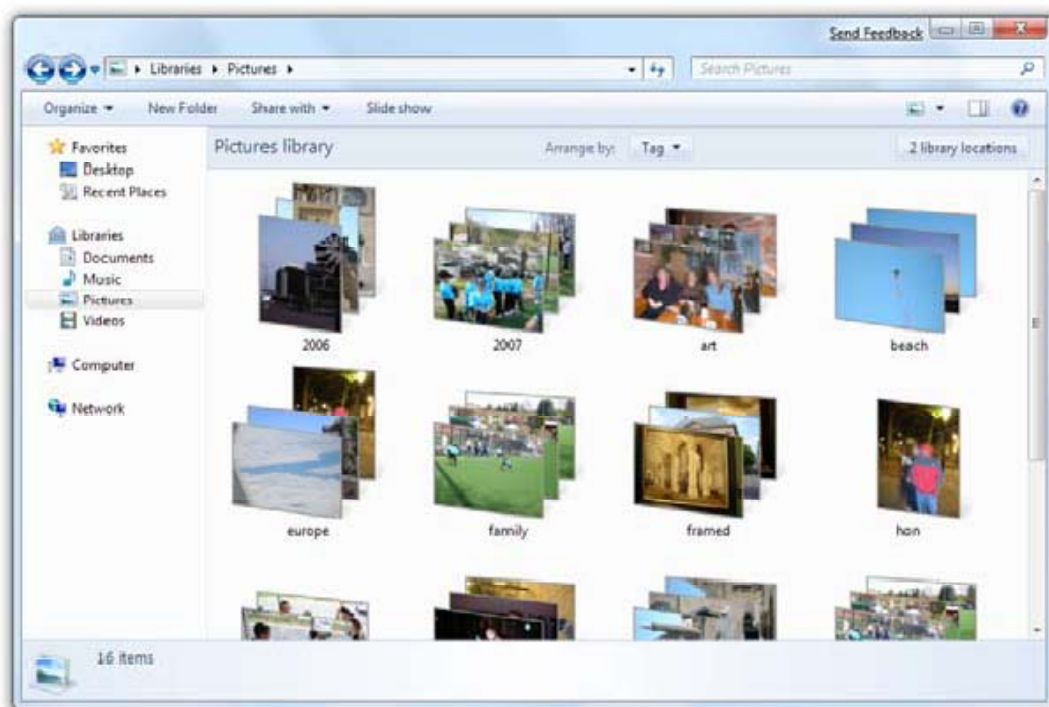 Send Feedback
Libraries Pictures
Search Pictures
Organize New Folder Share with Slide show
Favorites
Desktop
Recent Places
Libraries
Documents
Music
Pictures
Videos
Computer
Network
Pictures library Arrange by: Tag 2 library locations
2006 2007 art beach
europe family framed hon
16 items